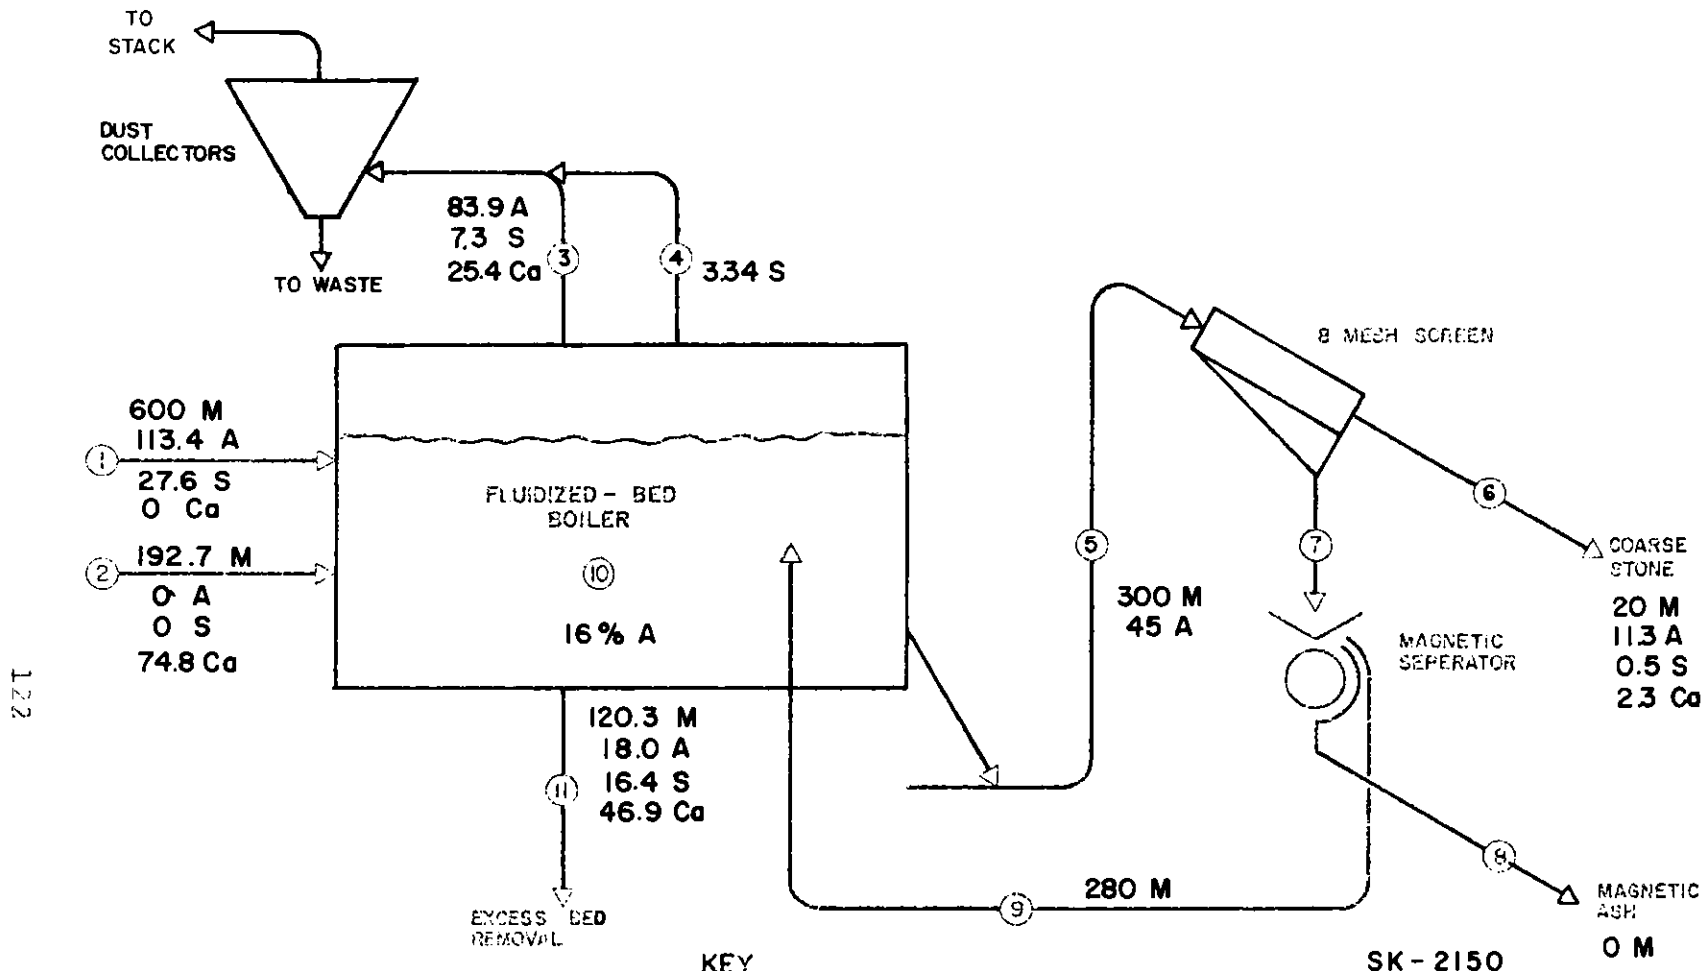 TO
STACK
DUST
COLLECTORS
TO WASTE
83.9 A
7.3 S
25.4 Ca
3
4
3.34 S
8 MESH SCREEN
600 M
113.4 A
1
27.6 S
0 Ca
192.7 M
2
0 A
0 S
74.8 Ca
FLUIDIZED - BED
BOILER
10
16% A
5
300 M
45 A
6
7
COARSE
STONE
20 M
11.3 A
0.5 S
2.3 Ca
MAGNETIC
SEPERATOR
120.3 M
18.0 A
16.4 S
46.9 Ca
11
EXCESS BED
REMOVAL
280 M
9
8
MAGNETIC
ASH
0 M
KEY
SK - 2150
122